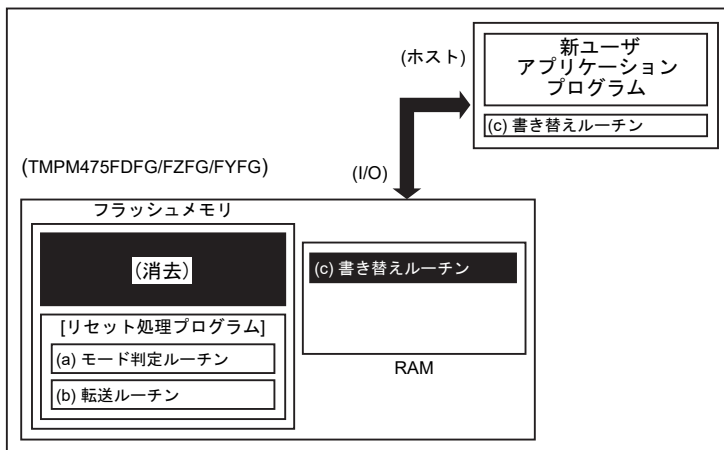 (ホスト)
新ユーザ
アプリケーション
プログラム
(c) 書き替えルーチン
(TMPM475FDFG/FZFG/FYFG)
(I/O)
フラッシュメモリ
(消去)
[リセット処理プログラム]
(a) モード判定ルーチン
(b) 転送ルーチン
(c) 書き替えルーチン
RAM